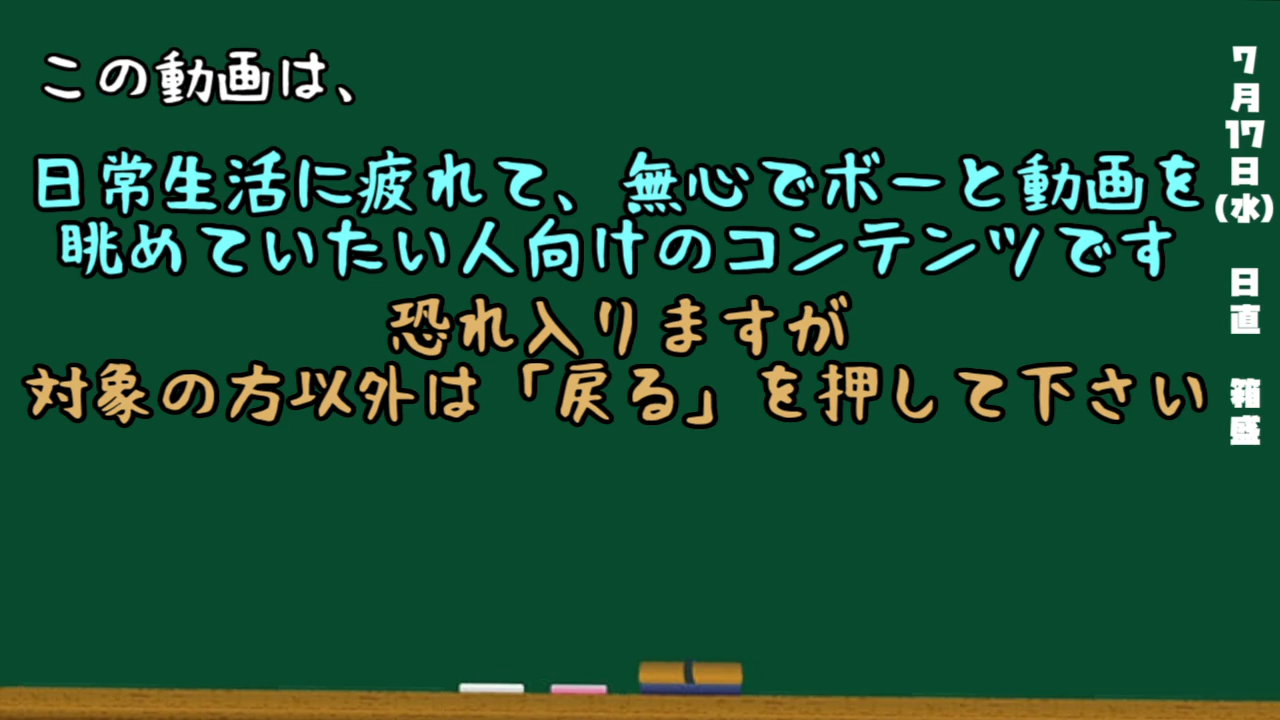 この動画は、
日常生活に疲れて、無心でボーと動画を
眺めていたい人向けのコンテンツです
恐れ入りますが
対象の方以外は「戻る」を押して下さい
7月17日(水) 日直 箱盛